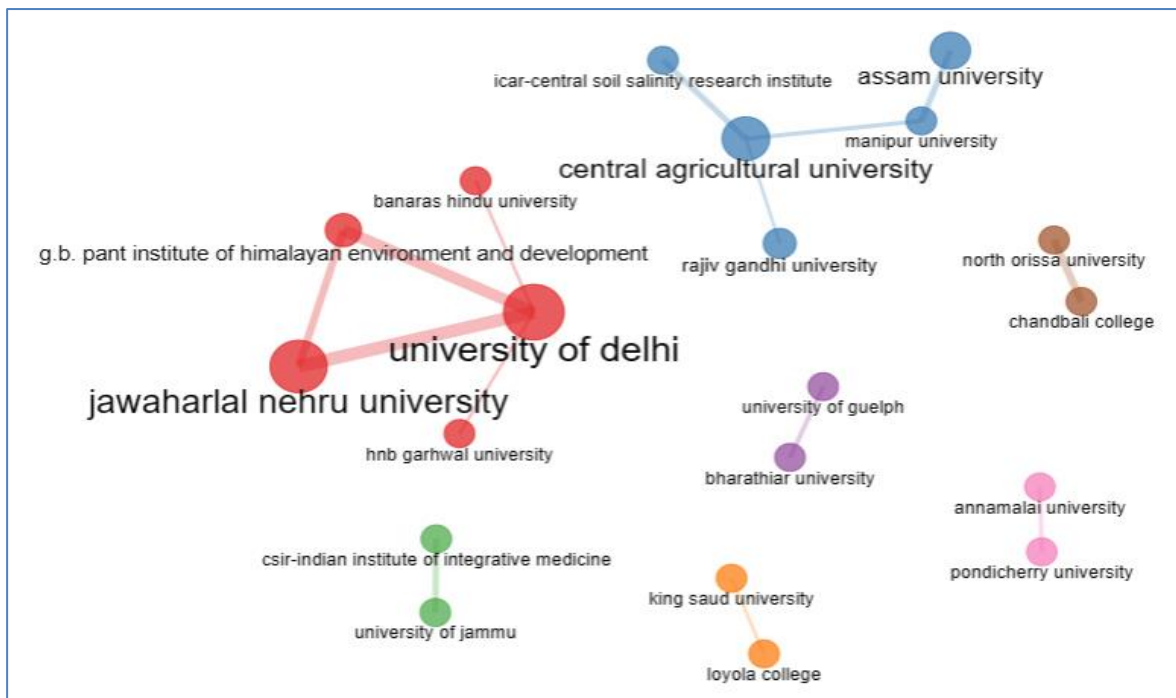 icar-central soil salinity research institute
assam university
manipur university
central agricultural university
banaras hindu university
g.b. pant institute of himalayan environment and development
rajiv gandhi university
north orissa university
chandbali college
university of delhi
jawaharlal nehru university
university of guelph
hnb garhwal university
bharathiar university
annamalai university
csir-indian institute of integrative medicine
pondicherry university
king saud university
university of jammu
loyola college